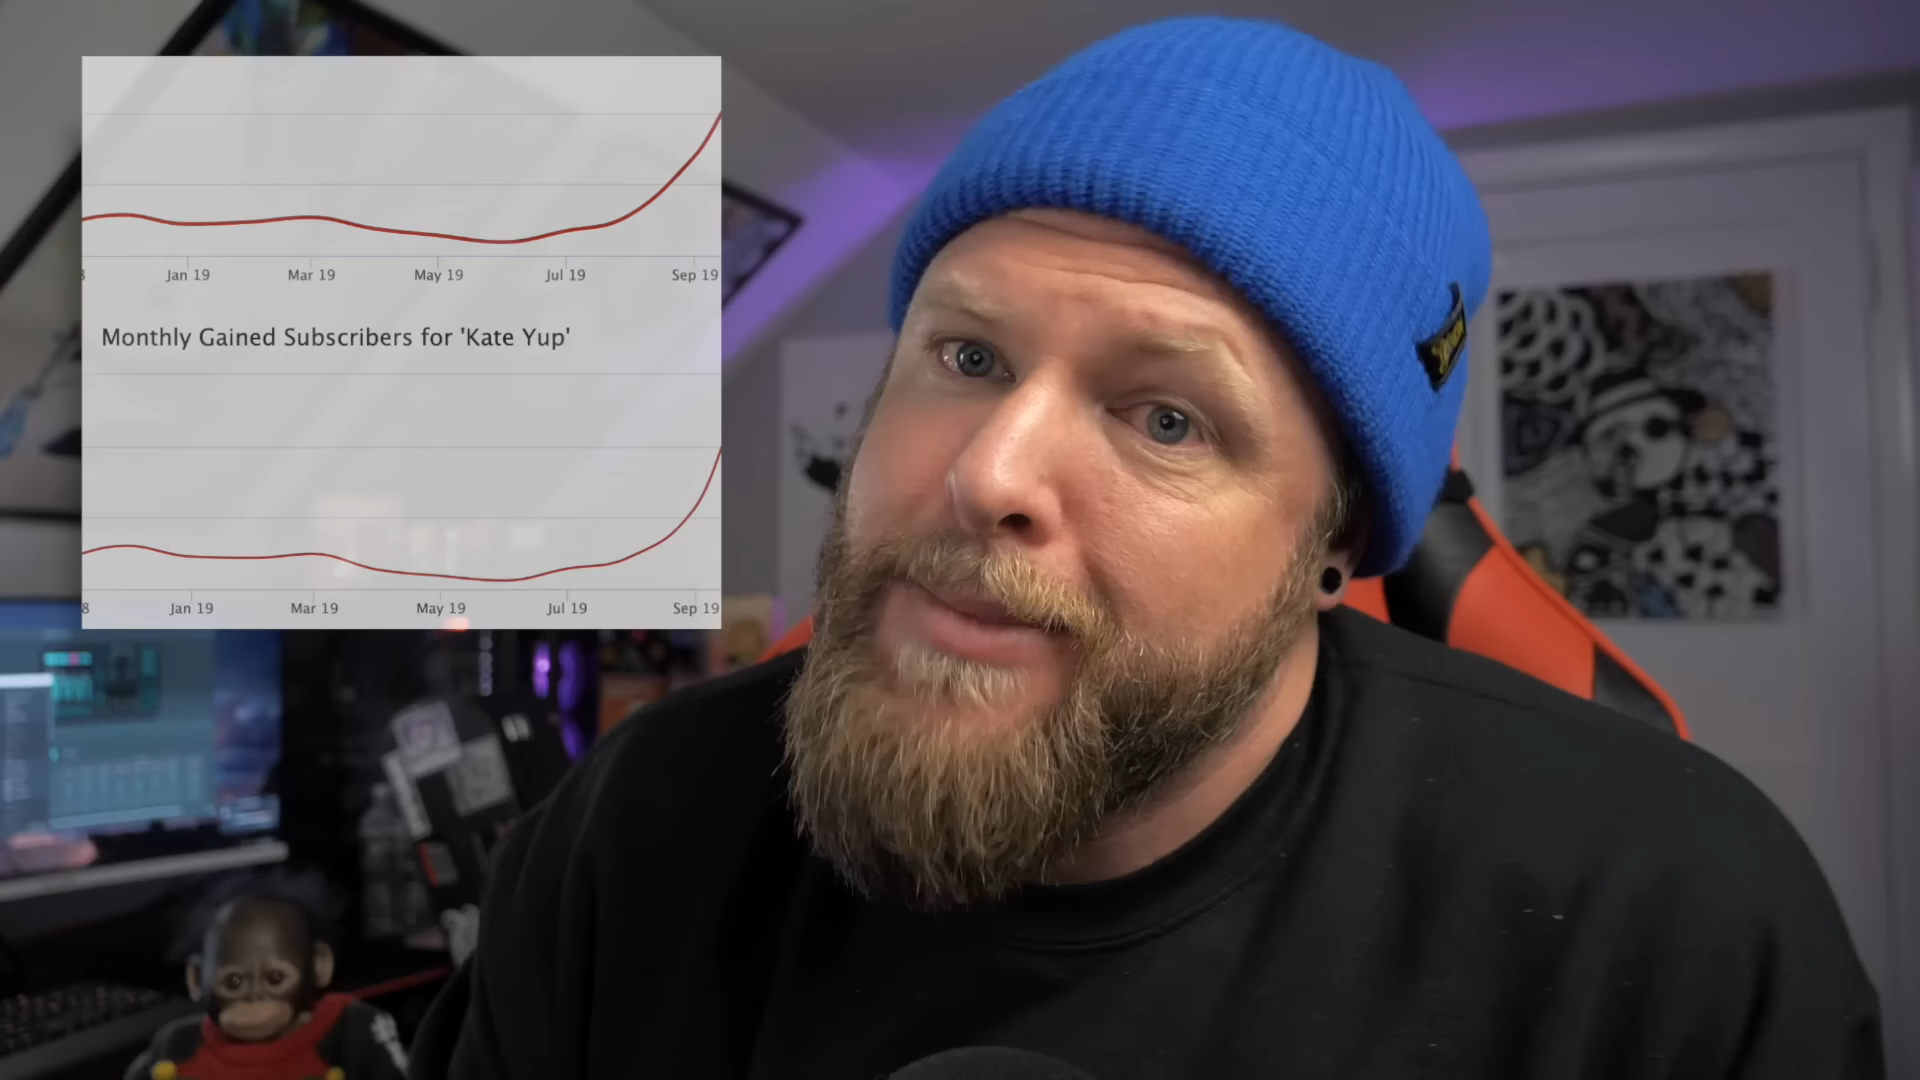 Jan 19 Mar 19 May 19 Jul 19 Sep 19
Monthly Gained Subscribers for 'Kate Yup'
8 Jan 19 Mar 19 May 19 Jul 19 Sep 19